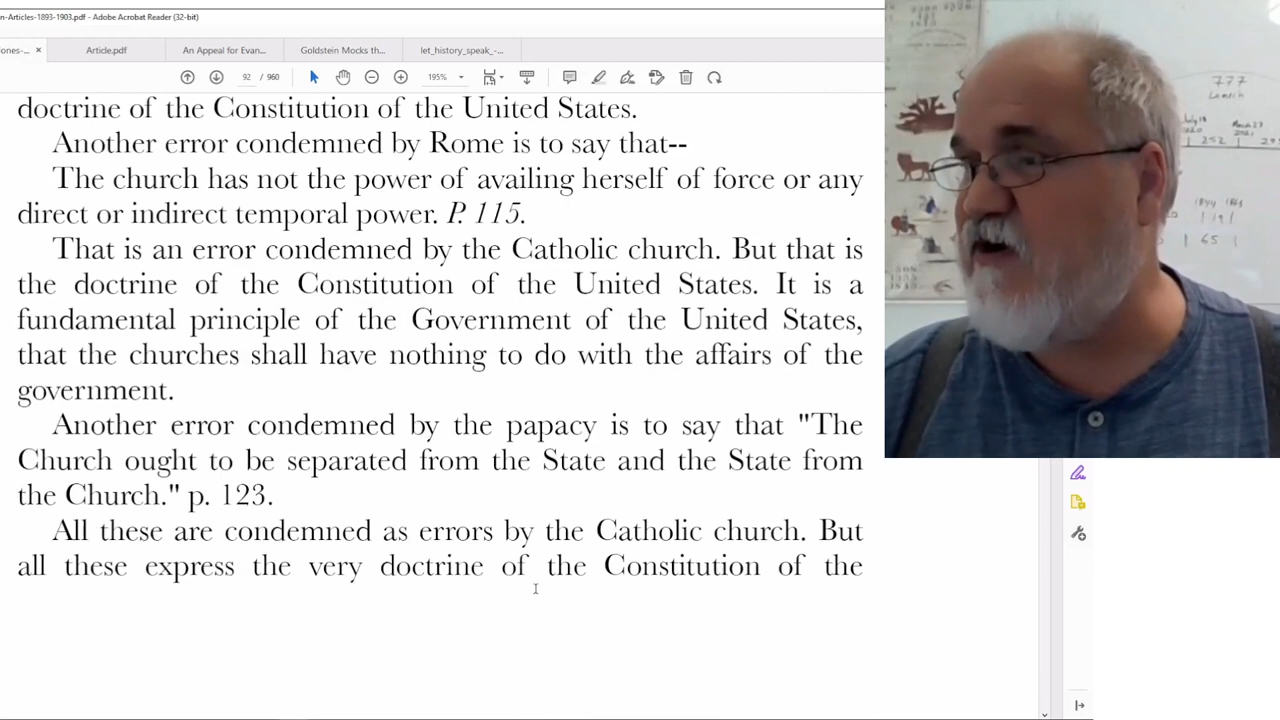 n-Articles-1893-1903.pdf - Adobe Acrobat Reader (32-bit)
ones-... × Article.pdf An Appeal for Evan... Goldstein Mocks th... let_history_speak_-...
92 / 960 195%
doctrine of the Constitution of the United States.
Another error condemned by Rome is to say that--
The church has not the power of availing herself of force or any
direct or indirect temporal power. P. 115.
That is an error condemned by the Catholic church. But that is
the doctrine of the Constitution of the United States. It is a
fundamental principle of the Government of the United States,
that the churches shall have nothing to do with the affairs of the
government.
Another error condemned by the papacy is to say that "The
Church ought to be separated from the State and the State from
the Church." p. 123.
All these are condemned as errors by the Catholic church. But
all these express the very doctrine of the Constitution of the
777
252
65